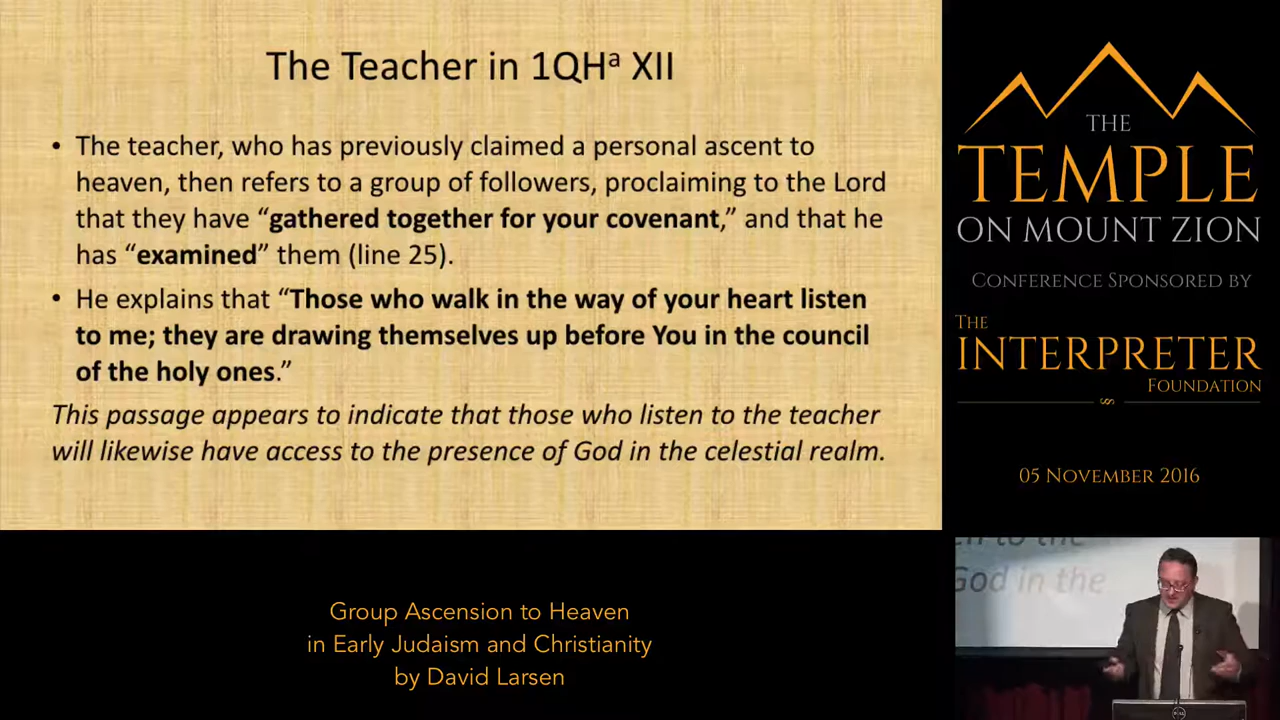 The Teacher in 1QHᵃ XII
• The teacher, who has previously claimed a personal ascent to
heaven, then refers to a group of followers, proclaiming to the Lord
that they have “gathered together for your covenant,” and that he
has “examined” them (line 25).
• He explains that “Those who walk in the way of your heart listen
to me; they are drawing themselves up before You in the council
of the holy ones.”
This passage appears to indicate that those who listen to the teacher
will likewise have access to the presence of God in the celestial realm.
THE
TEMPLE
ON MOUNT ZION
CONFERENCE SPONSORED BY
THE
INTERPRETER
FOUNDATION
05 NOVEMBER 2016
Group Ascension to Heaven
in Early Judaism and Christianity
by David Larsen
to the
God in the